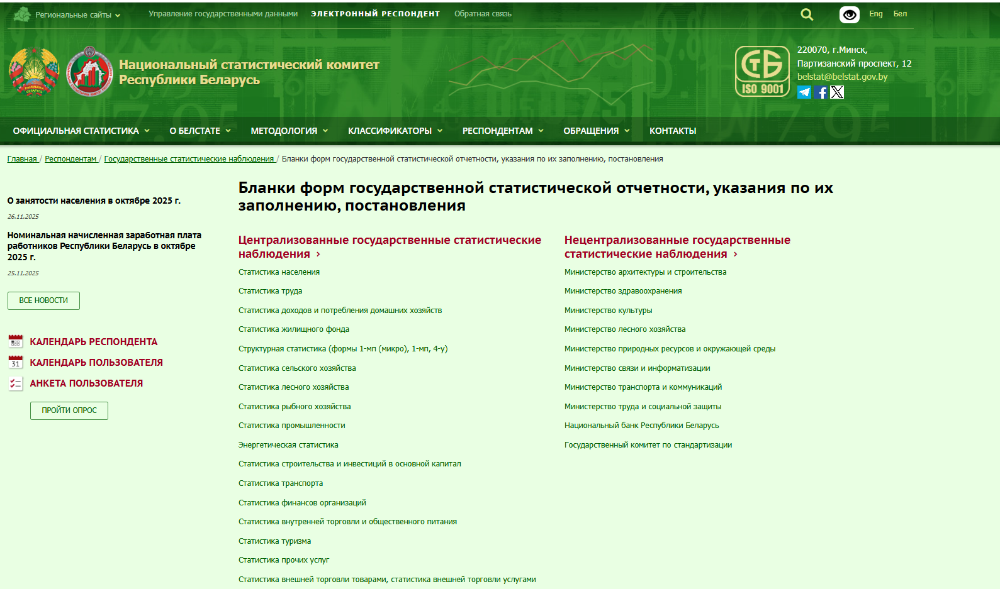 Региональные сайты
Управление государственными данными
ЭЛЕКТРОННЫЙ РЕСПОНДЕНТ
Обратная связь
Eng
Бел
Национальный статистический комитет
Республики Беларусь
СТБ
ISO 9001
220070, г.Минск,
Партизанский проспект, 12
belstat@belstat.gov.by
ОФИЦИАЛЬНАЯ СТАТИСТИКА
О БЕЛСТАТЕ
МЕТОДОЛОГИЯ
КЛАССИФИКАТОРЫ
РЕСПОНДЕНТАМ
ОБРАЩЕНИЯ
КОНТАКТЫ
Главная / Респондентам / Государственные статистические наблюдения / Бланки форм государственной статистической отчетности, указания по их заполнению, постановления
О занятости населения в октябре 2025 г.
26.11.2025
Номинальная начисленная заработная плата
работников Республики Беларусь в октябре
2025 г.
25.11.2025
ВСЕ НОВОСТИ
КАЛЕНДАРЬ РЕСПОНДЕНТА
31
КАЛЕНДАРЬ ПОЛЬЗОВАТЕЛЯ
АНКЕТА ПОЛЬЗОВАТЕЛЯ
ПРОЙТИ ОПРОС
Бланки форм государственной статистической отчетности, указания по их
заполнению, постановления
Централизованные государственные статистические
наблюдения ›
Статистика населения
Статистика труда
Статистика доходов и потребления домашних хозяйств
Статистика жилищного фонда
Структурная статистика (формы 1-мп (микро), 1-мп, 4-у)
Статистика сельского хозяйства
Статистика лесного хозяйства
Статистика рыбного хозяйства
Статистика промышленности
Энергетическая статистика
Статистика строительства и инвестиций в основной капитал
Статистика транспорта
Статистика финансов организаций
Статистика внутренней торговли и общественного питания
Статистика туризма
Статистика прочих услуг
Статистика внешней торговли товарами, статистика внешней торговли услугами
Нецентрализованные государственные
статистические наблюдения ›
Министерство архитектуры и строительства
Министерство здравоохранения
Министерство культуры
Министерство лесного хозяйства
Министерство природных ресурсов и окружающей среды
Министерство связи и информатизации
Министерство транспорта и коммуникаций
Министерство труда и социальной защиты
Национальный банк Республики Беларусь
Государственный комитет по стандартизации